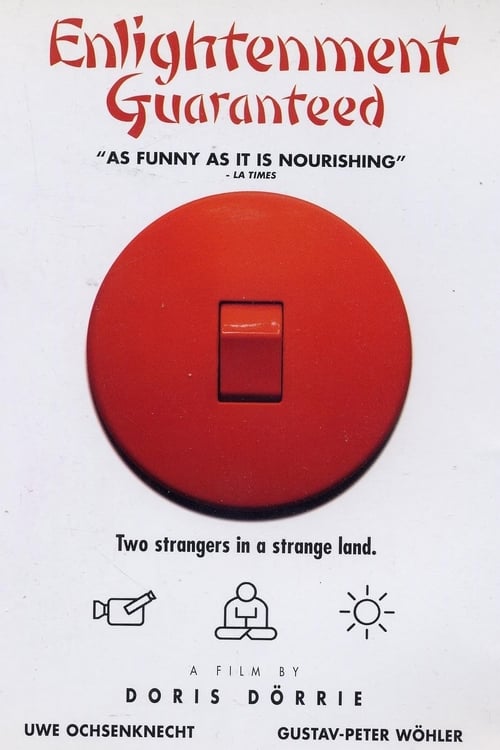 Enlightenment
Guaranteed
“AS FUNNY AS IT IS NOURISHING”
- LA TIMES
Two strangers in a strange land.
A FILM BY
DORIS DÖRRIE
UWE OCHSENKNECHT GUSTAV-PETER WÖHLER